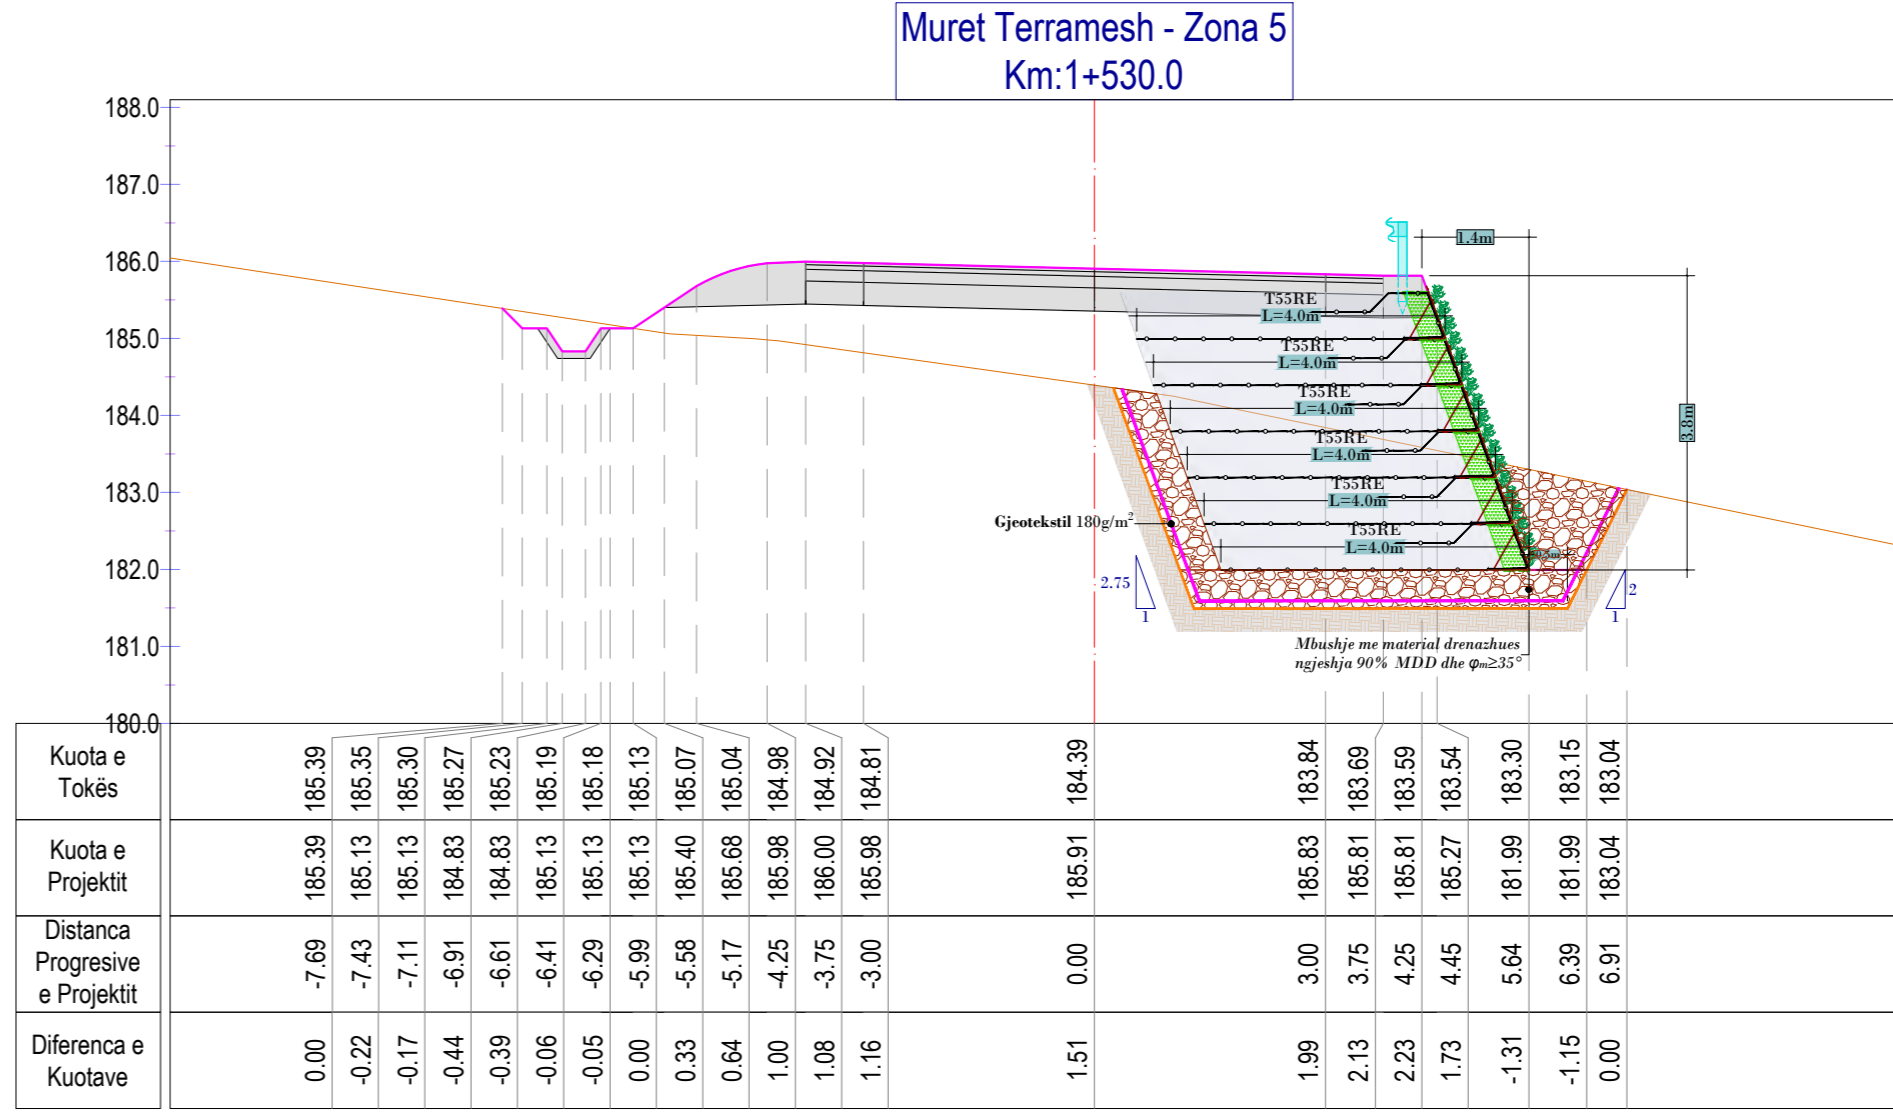 Muret Terramesh - Zona 5
Km:1+530.0
188.0
187.0
186.0
185.0
184.0
183.0
182.0
181.0
180.0
1.4m
3.8m
T55RE
L=4.0m
T55RE
L=4.0m
T55RE
L=4.0m
T55RE
L=4.0m
T55RE
L=4.0m
T55RE
L=4.0m
Gjeotekstil 180g/m²
2.75
1
2
1
Mbushje me material drenazhues
ngjeshja 90% MDD dhe φm≥35°
Kuota e
Tokës
185.39 185.35 185.30 185.27 185.23 185.19 185.18 185.13 185.07 185.04 184.98 184.92 184.81 184.39 183.84 183.69 183.59 183.54 183.30 183.15 183.04
Kuota e
Projektit
185.39 185.13 185.13 184.83 184.83 185.13 185.13 185.13 185.40 185.68 185.98 186.00 185.98 185.91 185.83 185.81 185.81 185.27 181.99 181.99 183.04
Distanca
Progresive
e Projektit
-7.69 -7.43 -7.11 -6.91 -6.61 -6.41 -6.29 -5.99 -5.58 -5.17 -4.25 -3.75 -3.00 0.00 3.00 3.75 4.25 4.45 5.64 6.39 6.91
Diferenca e
Kuotave
0.00 -0.22 -0.17 -0.44 -0.39 -0.06 -0.05 0.00 0.33 0.64 1.00 1.08 1.16 1.51 1.99 2.13 2.23 1.73 -1.31 -1.15 0.00